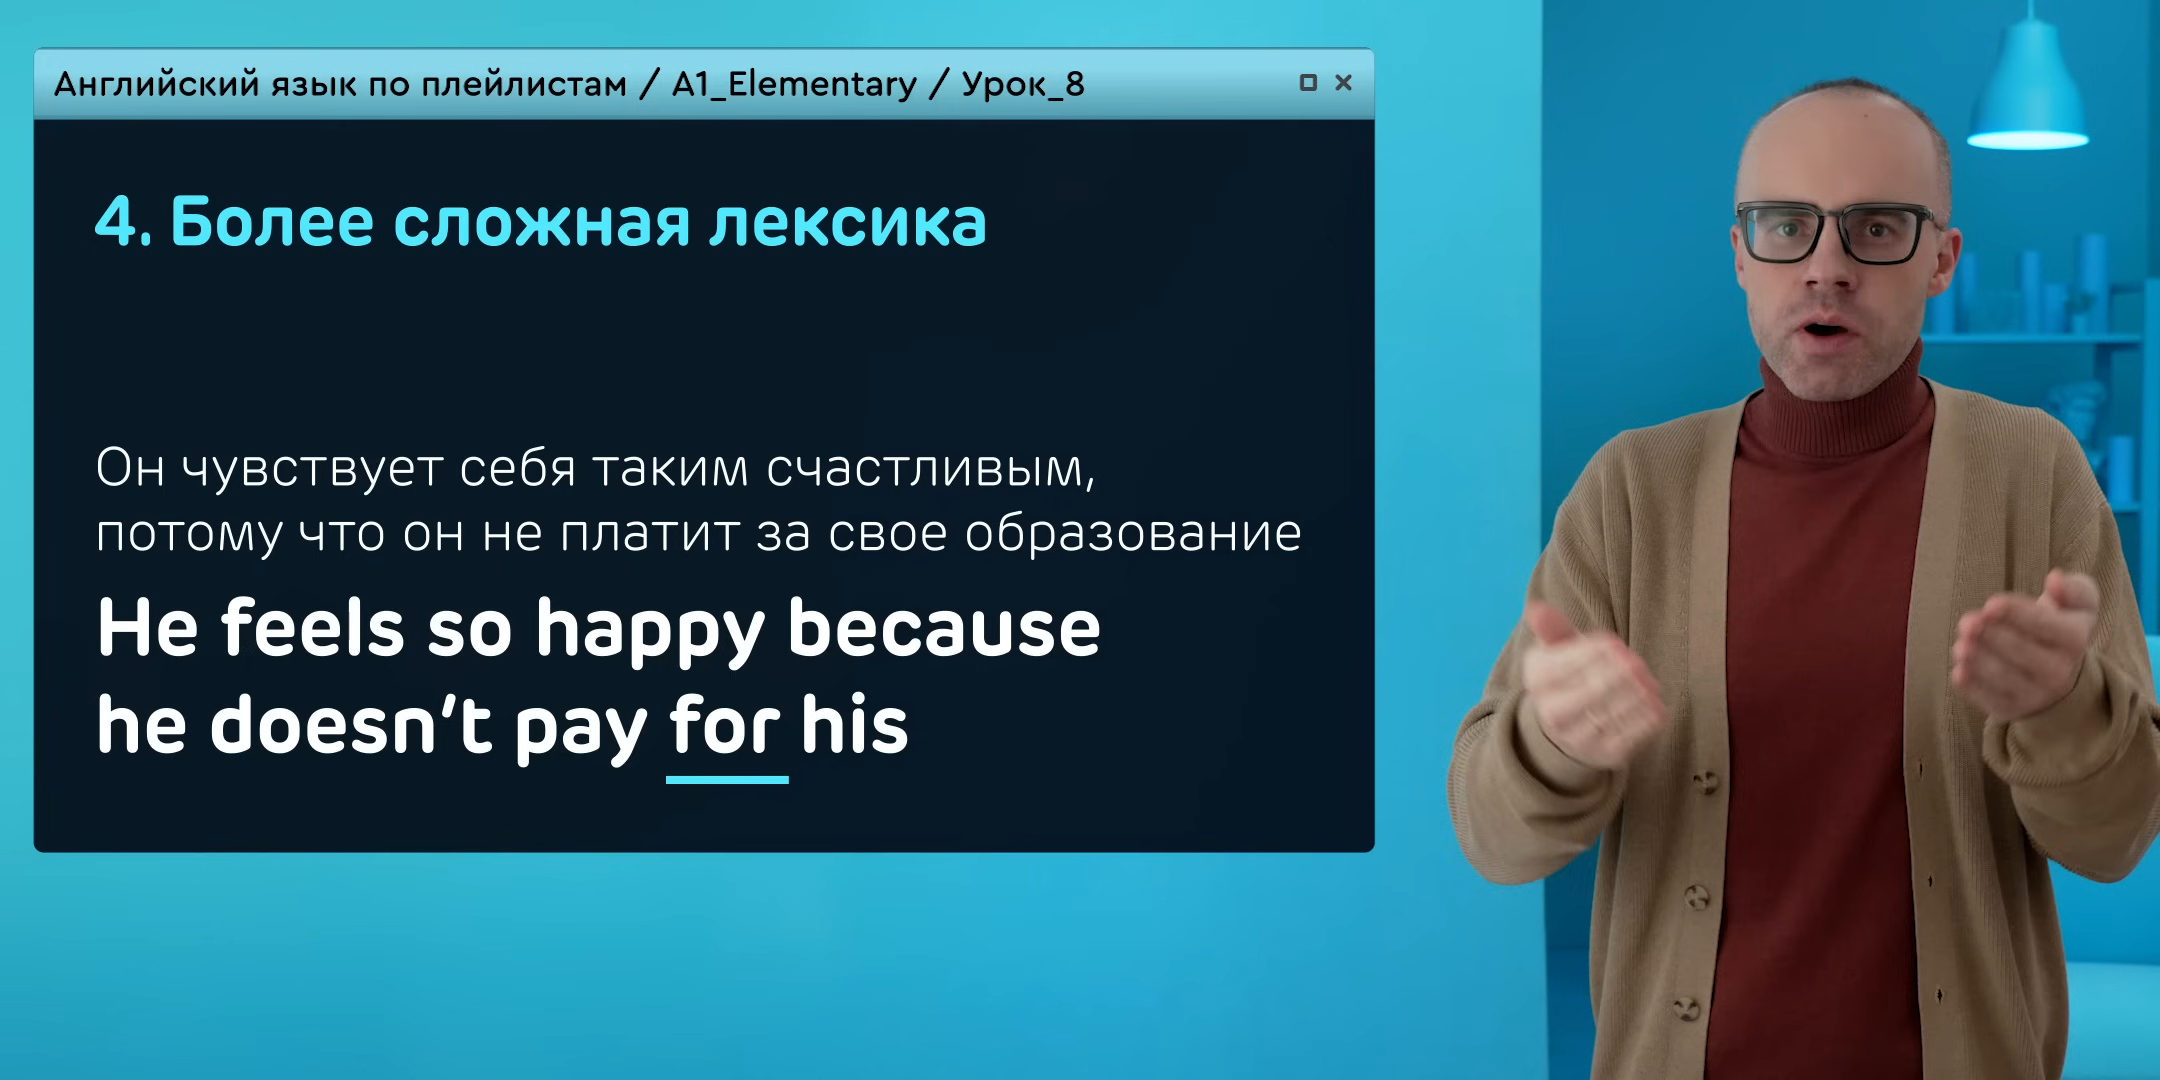 Английский язык по плейлистам / A1_Elementary / Урок_8
4. Более сложная лексика
Он чувствует себя таким счастливым,
потому что он не платит за свое образование
He feels so happy because
he doesn’t pay for his